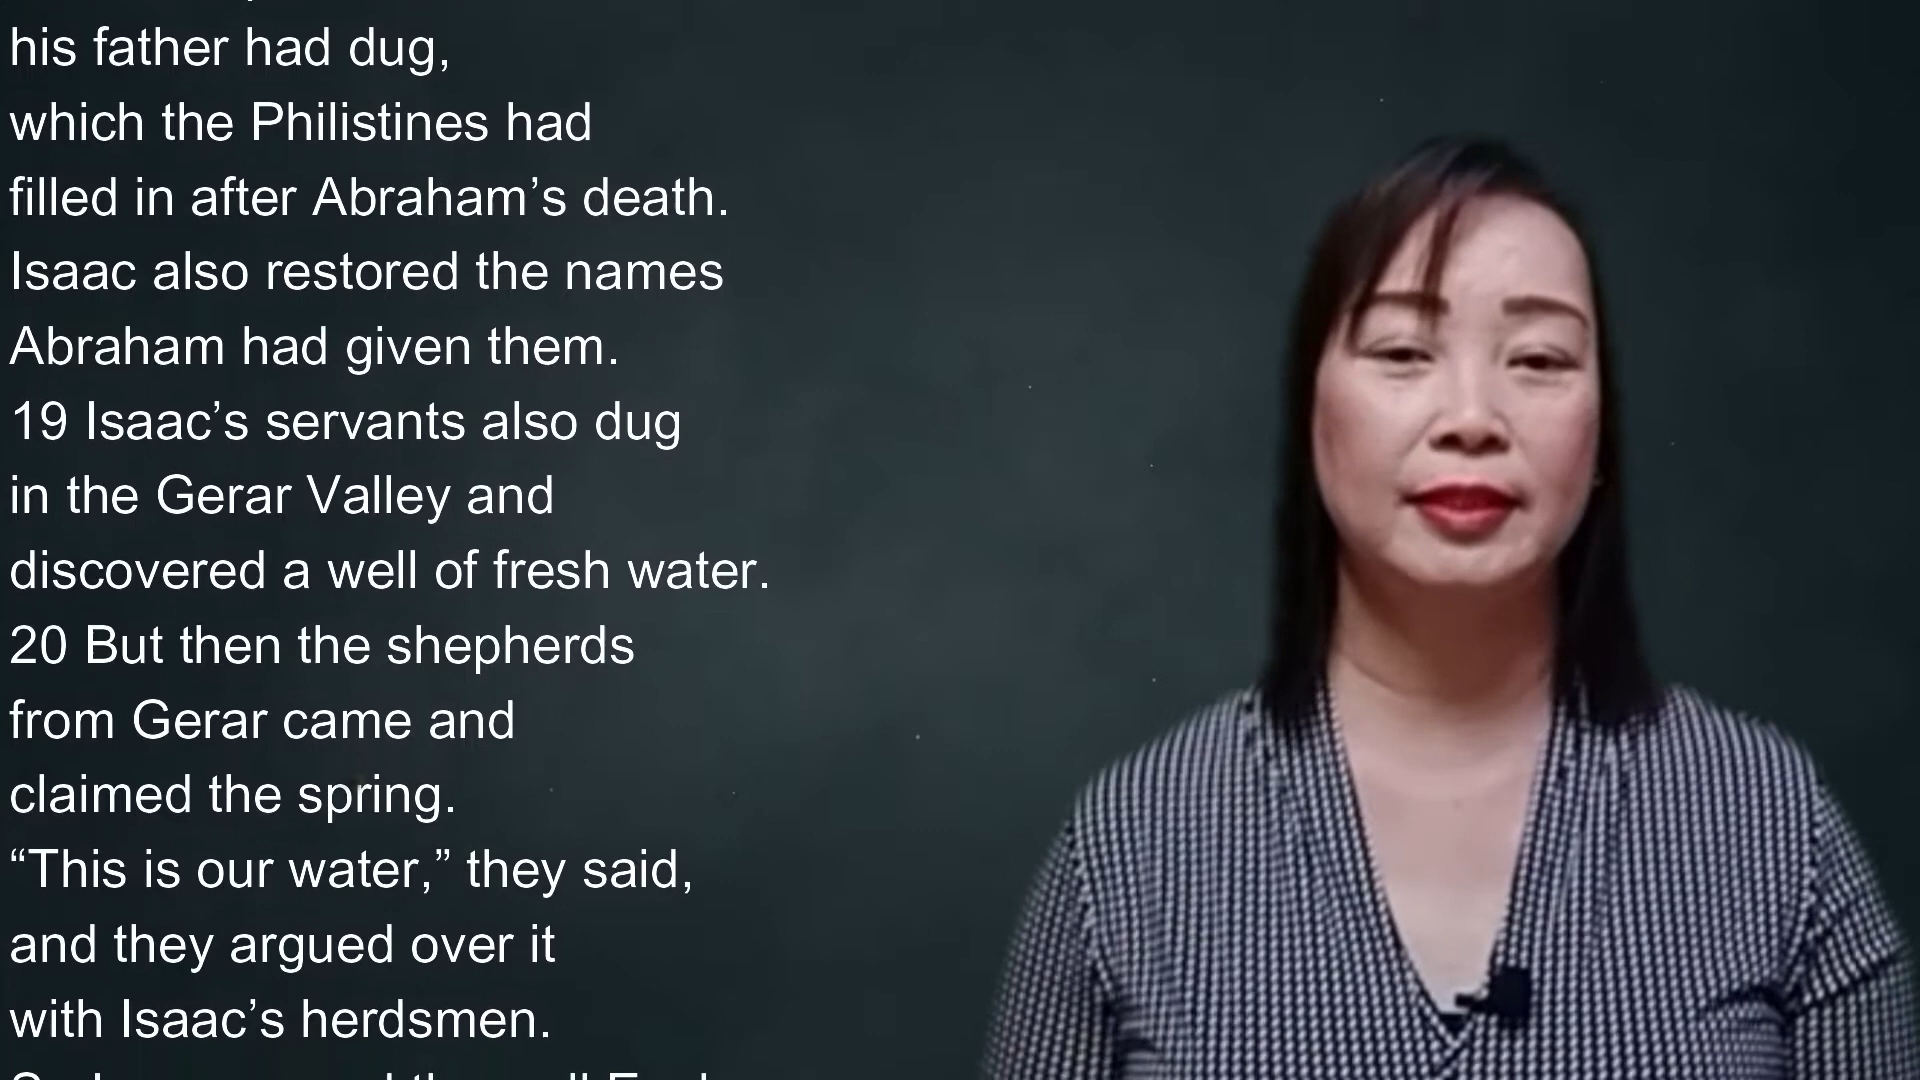 his father had dug,
which the Philistines had
filled in after Abraham’s death.
Isaac also restored the names
Abraham had given them.
19 Isaac’s servants also dug
in the Gerar Valley and
discovered a well of fresh water.
20 But then the shepherds
from Gerar came and
claimed the spring.
“This is our water,” they said,
and they argued over it
with Isaac’s herdsmen.